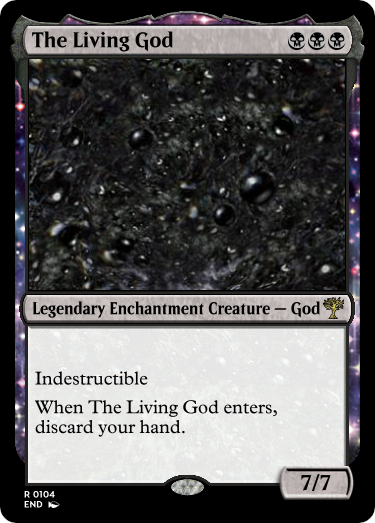 The Living God
Legendary Enchantment Creature — God
Indestructible
When The Living God enters,
discard your hand.
7/7
R 0104
END